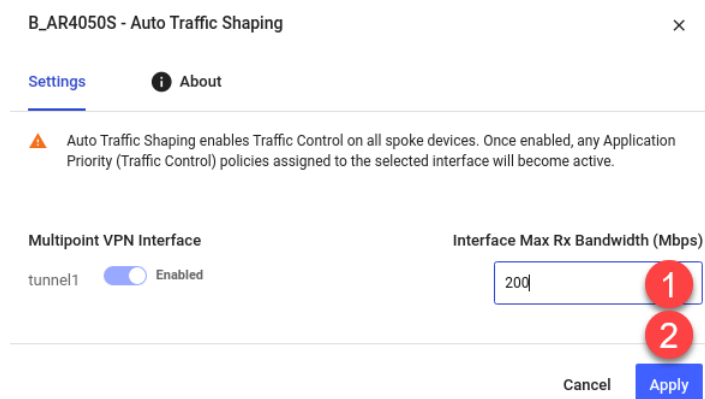 B_AR4050S - Auto Traffic Shaping
Settings
About
Auto Traffic Shaping enables Traffic Control on all spoke devices. Once enabled, any Application
Priority (Traffic Control) policies assigned to the selected interface will become active.
Multipoint VPN Interface
Interface Max Rx Bandwidth (Mbps)
tunnel1
Enabled
200
1
2
Cancel
Apply